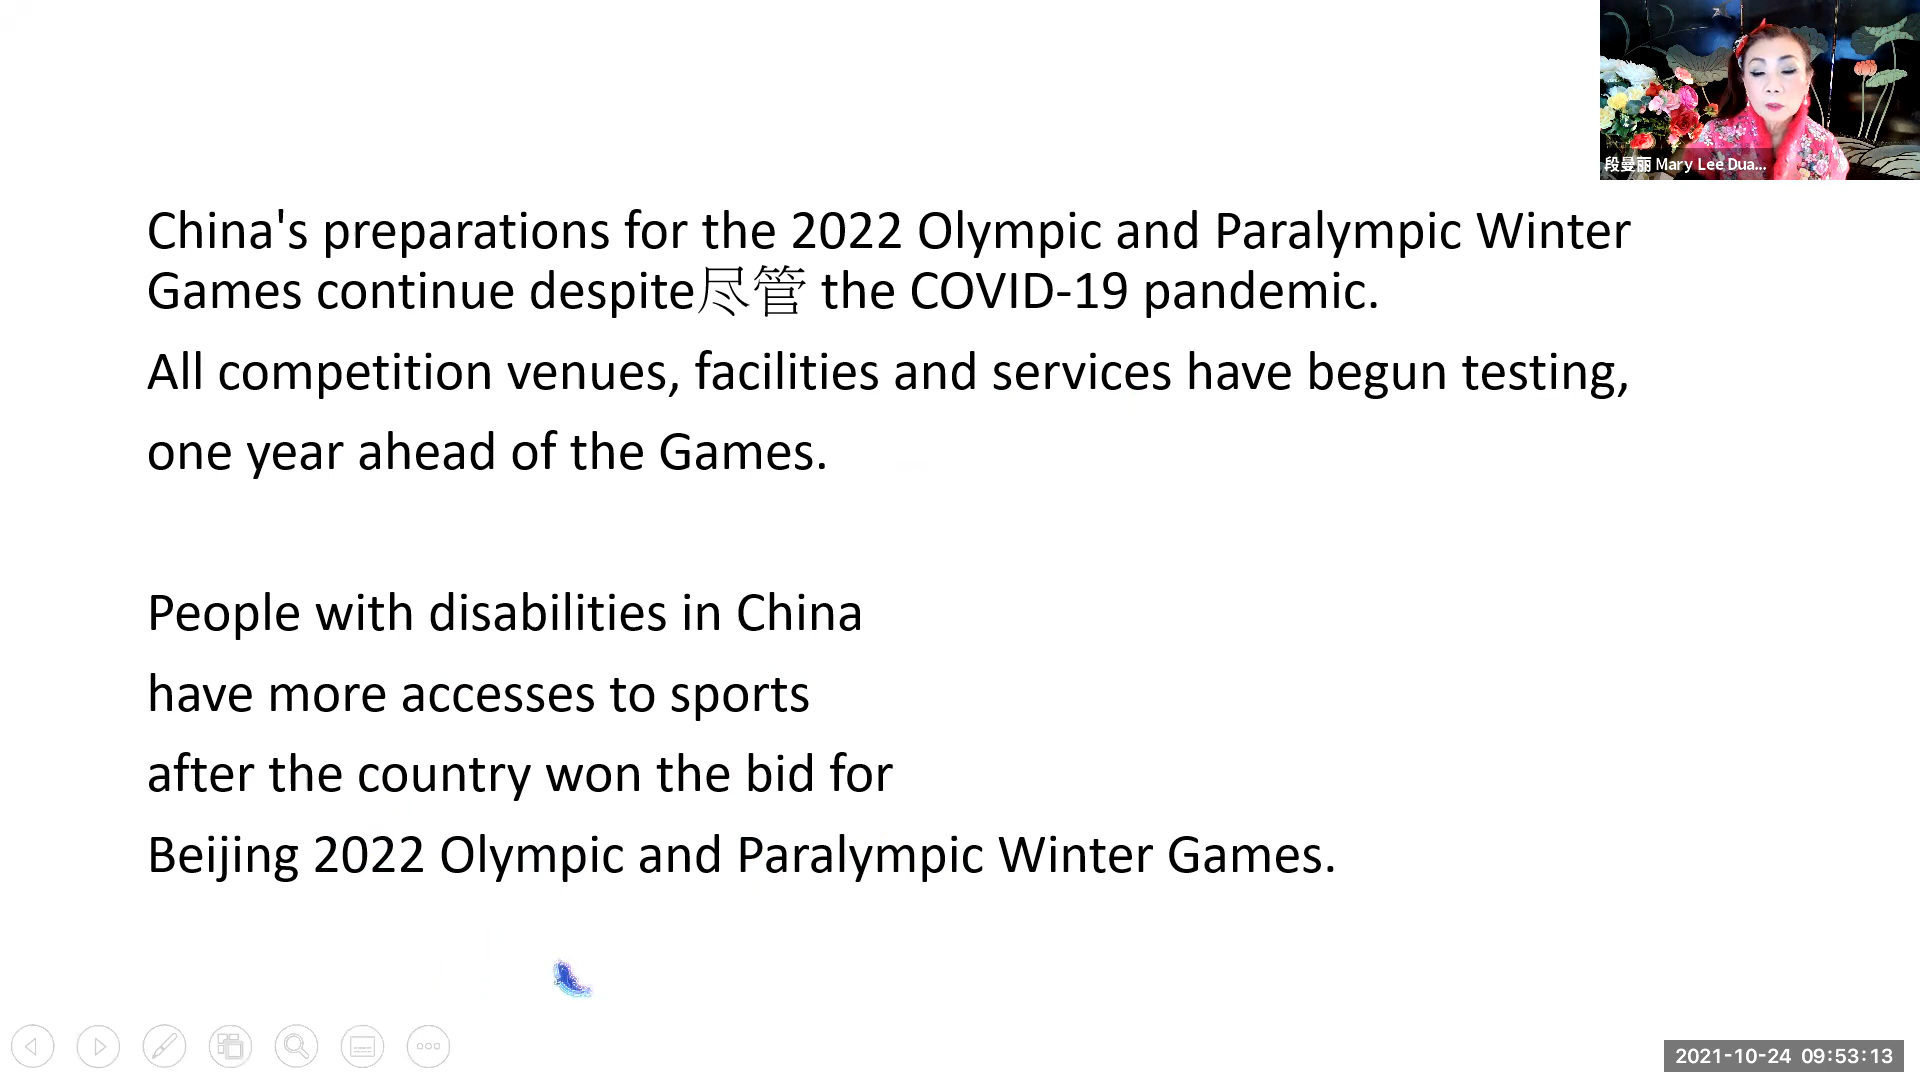 段曼丽 Mary Lee Dua...
China's preparations for the 2022 Olympic and Paralympic Winter
Games continue despite尽管 the COVID-19 pandemic.
All competition venues, facilities and services have begun testing,
one year ahead of the Games.
People with disabilities in China
have more accesses to sports
after the country won the bid for
Beijing 2022 Olympic and Paralympic Winter Games.
2021-10-24 09:53:13